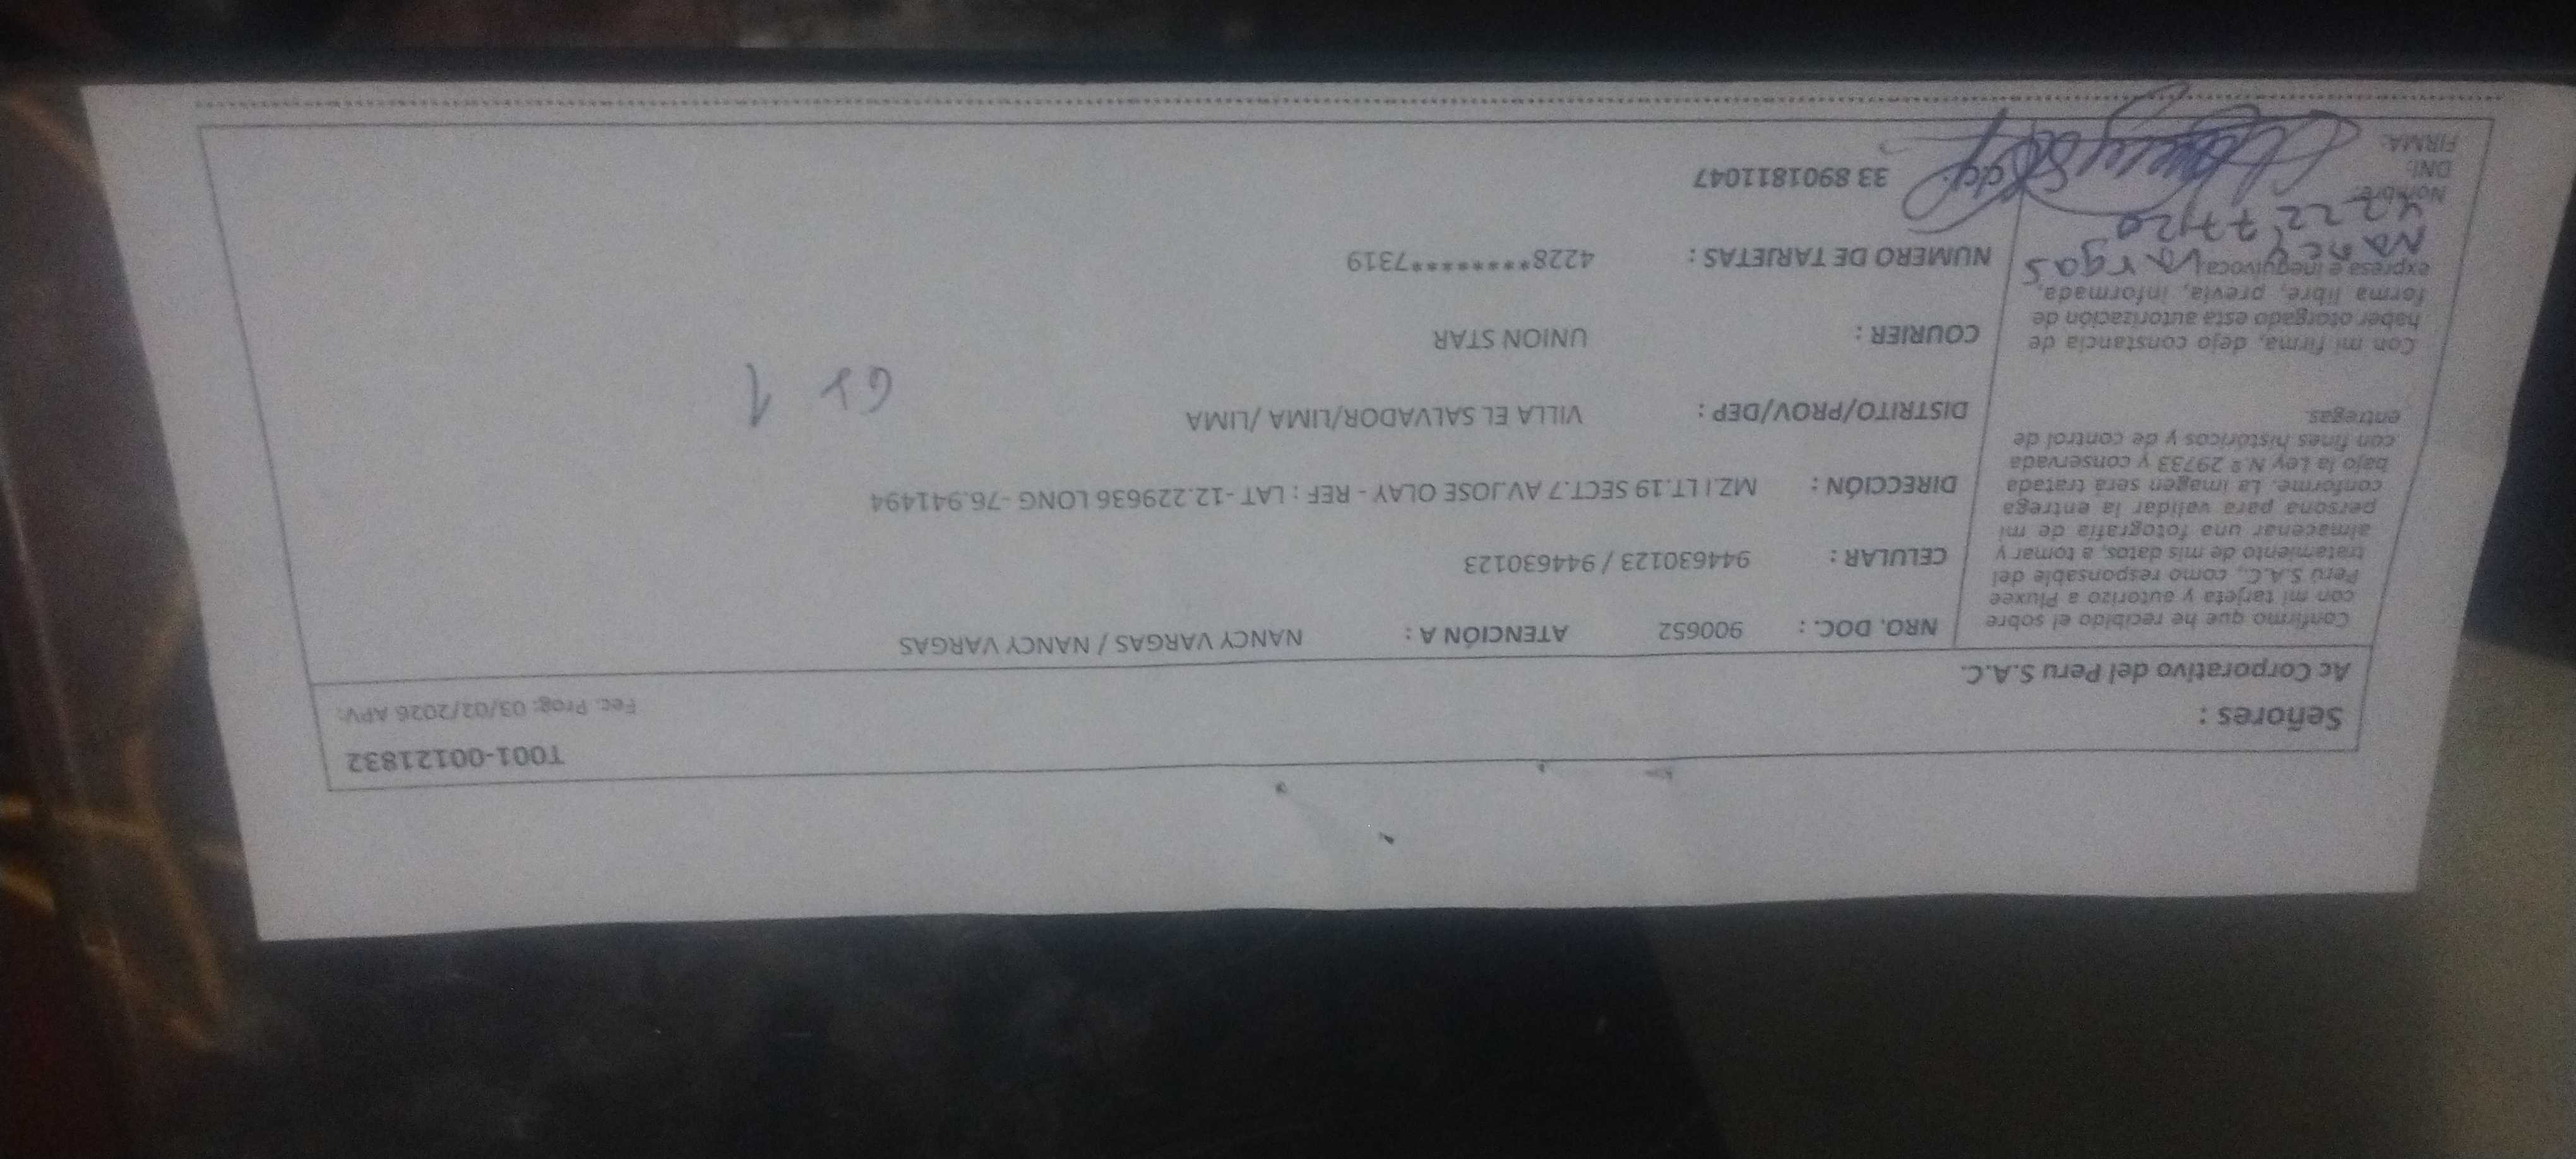 T001-00121832
Señores :
Fec. Prog: 03/02/2026 APV:
Ac Corporativo del Peru S.A.C.
Confirmo que he recibido el sobre
con mi tarjeta y autorizo a Pluxee
Perú S.A.C., como responsable del
tratamiento de mis datos, a tomar y
almacenar una fotografía de mi
persona para validar la entrega
conforme. La imagen será tratada
bajo la Ley N.º 29733 y conservada
con fines históricos y de control de
entregas.
Con mi firma, dejo constancia de
haber otorgado esta autorización de
forma libre, previa, informada,
expresa e inequívoca.
Nancy Vargas
Nombre:
DNI:
FIRMA:
NRO. DOC. : 900652 ATENCIÓN A : NANCY VARGAS / NANCY VARGAS
CELULAR : 944630123 / 944630123
DIRECCIÓN : MZ.I LT.19 SECT.7 AV.JOSE OLAY - REF : LAT -12.229636 LONG -76.941494
DISTRITO/PROV/DEP : VILLA EL SALVADOR/LIMA /LIMA
COURIER : UNION STAR
NUMERO DE TARJETAS : 4228*********7319
33 8901811047